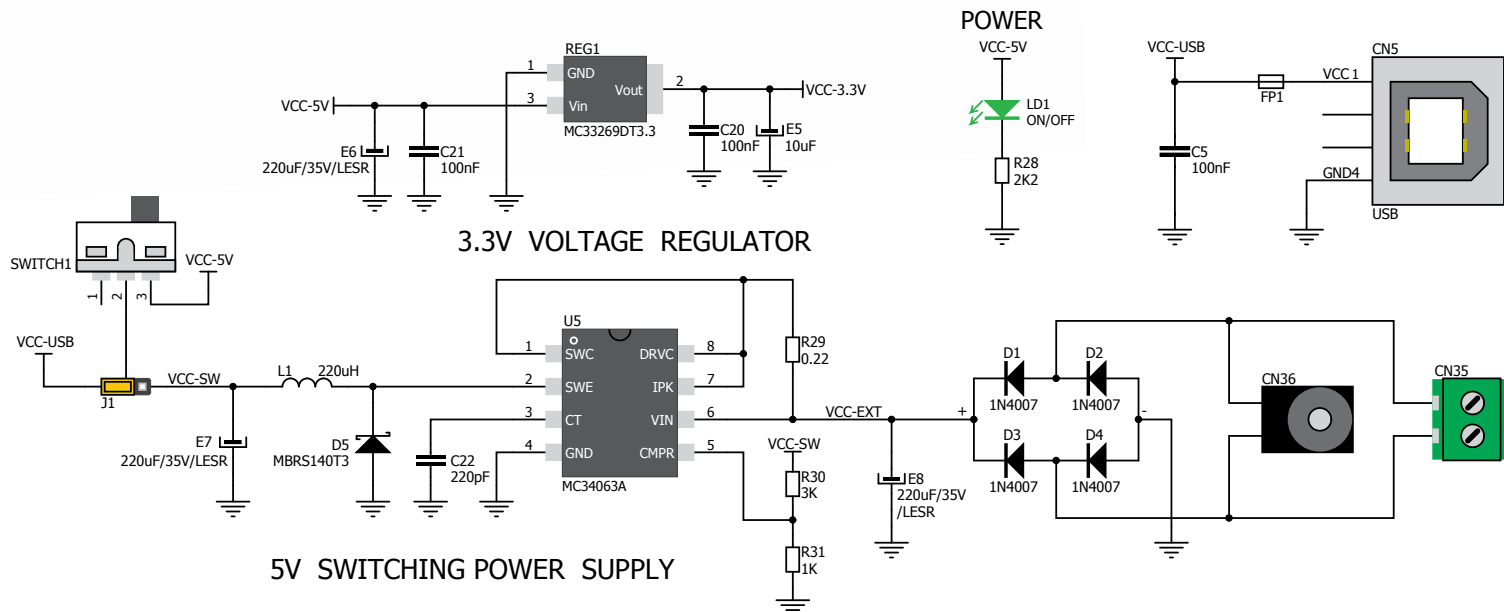 POWER
VCC-5V
LD1
ON/OFF
R28
2K2
REG1
1
GND
Vout
2
VCC-3.3V
VCC-5V
3
Vin
MC33269DT3.3
E6
220uF/35V/LESR
C21
100nF
C20
100nF
E5
10uF
3.3V VOLTAGE REGULATOR
VCC-USB
CN5
VCC 1
FP1
C5
100nF
GND4
USB
SWITCH1
VCC-5V
1
2
3
VCC-USB
J1
VCC-SW
L1
220uH
E7
220uF/35V/LESR
D5
MBRS140T3
C22
220pF
U5
1
SWC
DRVC
8
2
SWE
IPK
7
3
CT
VIN
6
4
GND
CMPR
5
MC34063A
R29
0.22
VCC-EXT
VCC-SW
R30
3K
R31
1K
E8
220uF/35V
/LESR
+
-
D1
1N4007
D2
1N4007
D3
1N4007
D4
1N4007
CN36
CN35
5V SWITCHING POWER SUPPLY